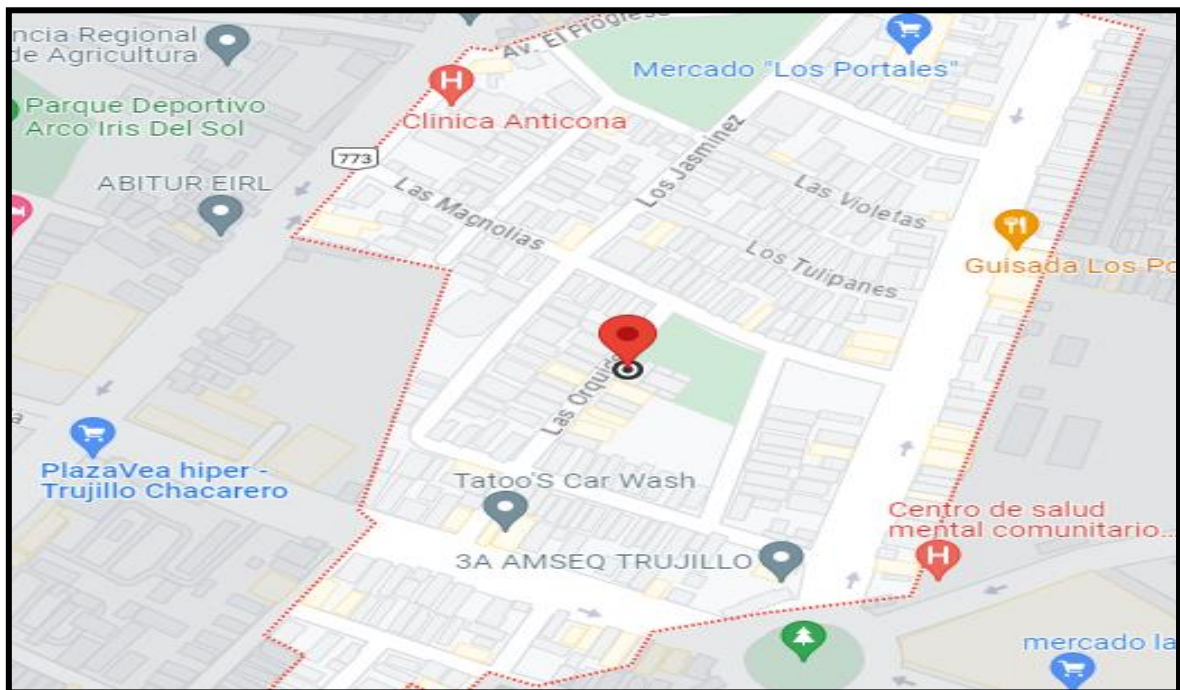 ncia Regional
de Agricultura
Av. El Progreso
Mercado "Los Portales"
Parque Deportivo
Arco Iris Del Sol
Clinica Anticona
773
ABITUR EIRL
Los Jasminez
Las Magnolias
Las Violetas
Los Tulipanes
Guisada Los Po
Las Orquide
PlazaVea hiper -
Trujillo Chacarero
Tatoo'S Car Wash
Centro de salud
mental comunitario...
3A AMSEQ TRUJILLO
mercado la